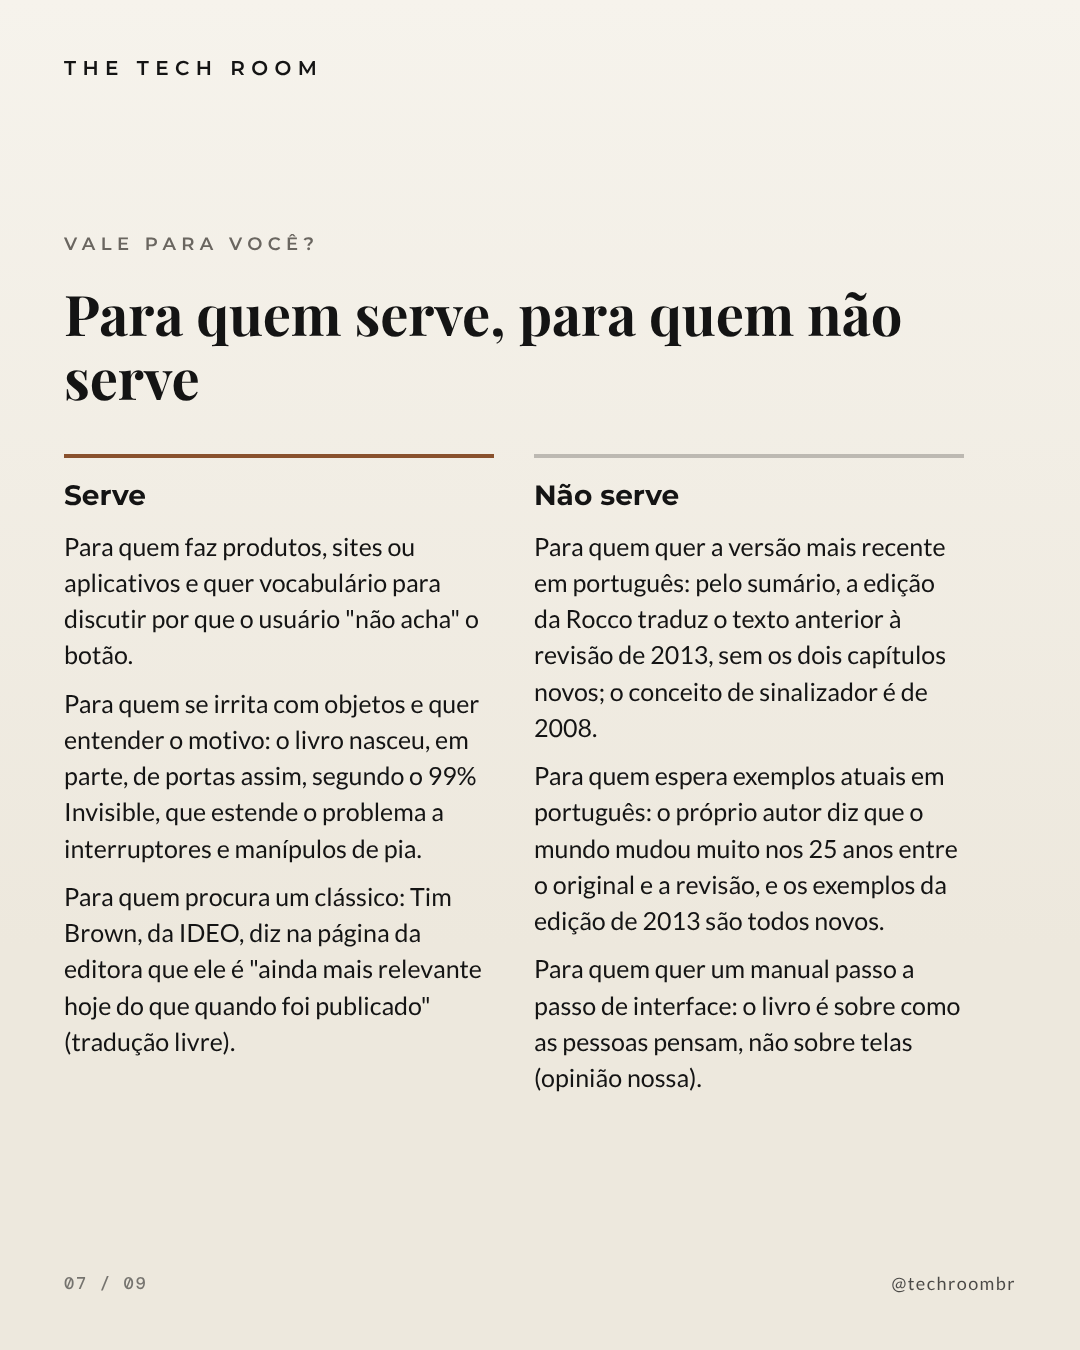 THE TECH ROOM
VALE PARA VOCÊ?
Para quem serve, para quem não
serve
Serve
Para quem faz produtos, sites ou
aplicativos e quer vocabulário para
discutir por que o usuário "não acha" o
botão.
Para quem se irrita com objetos e quer
entender o motivo: o livro nasceu, em
parte, de portas assim, segundo o 99%
Invisible, que estende o problema a
interruptores e manípulos de pia.
Para quem procura um clássico: Tim
Brown, da IDEO, diz na página da
editora que ele é "ainda mais relevante
hoje do que quando foi publicado"
(tradução livre).
Não serve
Para quem quer a versão mais recente
em português: pelo sumário, a edição
da Rocco traduz o texto anterior à
revisão de 2013, sem os dois capítulos
novos; o conceito de sinalizador é de
2008.
Para quem espera exemplos atuais em
português: o próprio autor diz que o
mundo mudou muito nos 25 anos entre
o original e a revisão, e os exemplos da
edição de 2013 são todos novos.
Para quem quer um manual passo a
passo de interface: o livro é sobre como
as pessoas pensam, não sobre telas
(opinião nossa).
07 / 09
@techroombr